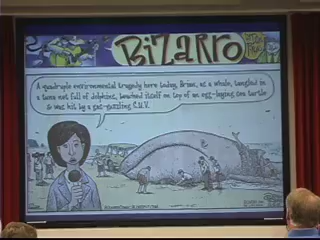 BiZARRO
A quadruple environmental tragedy here today, Brian, as a whale, tangled in
a tuna net full of dolphins, beached itself on top of an egg-laying sea turtle
& was hit by a gas-guzzling S.U.V.